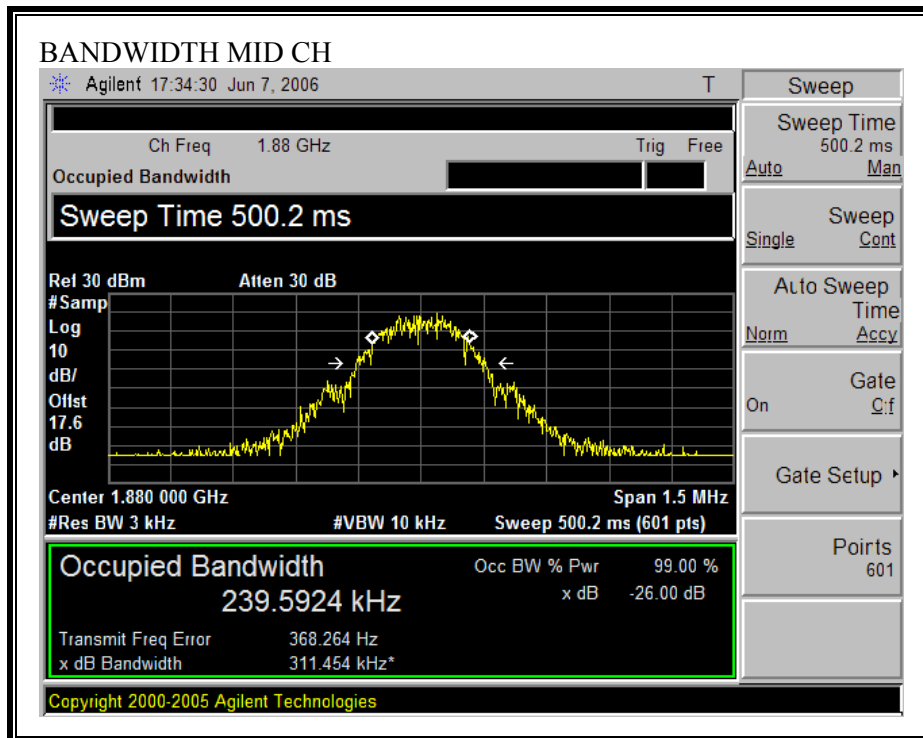 BANDWIDTH MID CH
Agilent 17:34:30 Jun 7, 2006 T
Sweep
Ch Freq 1.88 GHz Trig Free
Occupied Bandwidth
Sweep Time 500.2 ms
Sweep Time
500.2 ms
Auto Man
Sweep
Single Cont
Auto Sweep
Time
Norm Accy
Gate
On Off
Gate Setup
Points
601
Ref 30 dBm Atten 30 dB
#Samp
Log
10
dB/
Offst
17.6
dB
Center 1.880 000 GHz Span 1.5 MHz
#Res BW 3 kHz #VBW 10 kHz Sweep 500.2 ms (601 pts)
Occupied Bandwidth
239.5924 kHz
Occ BW % Pwr 99.00 %
x dB -26.00 dB
Transmit Freq Error 368.264 Hz
x dB Bandwidth 311.454 kHz*
Copyright 2000-2005 Agilent Technologies